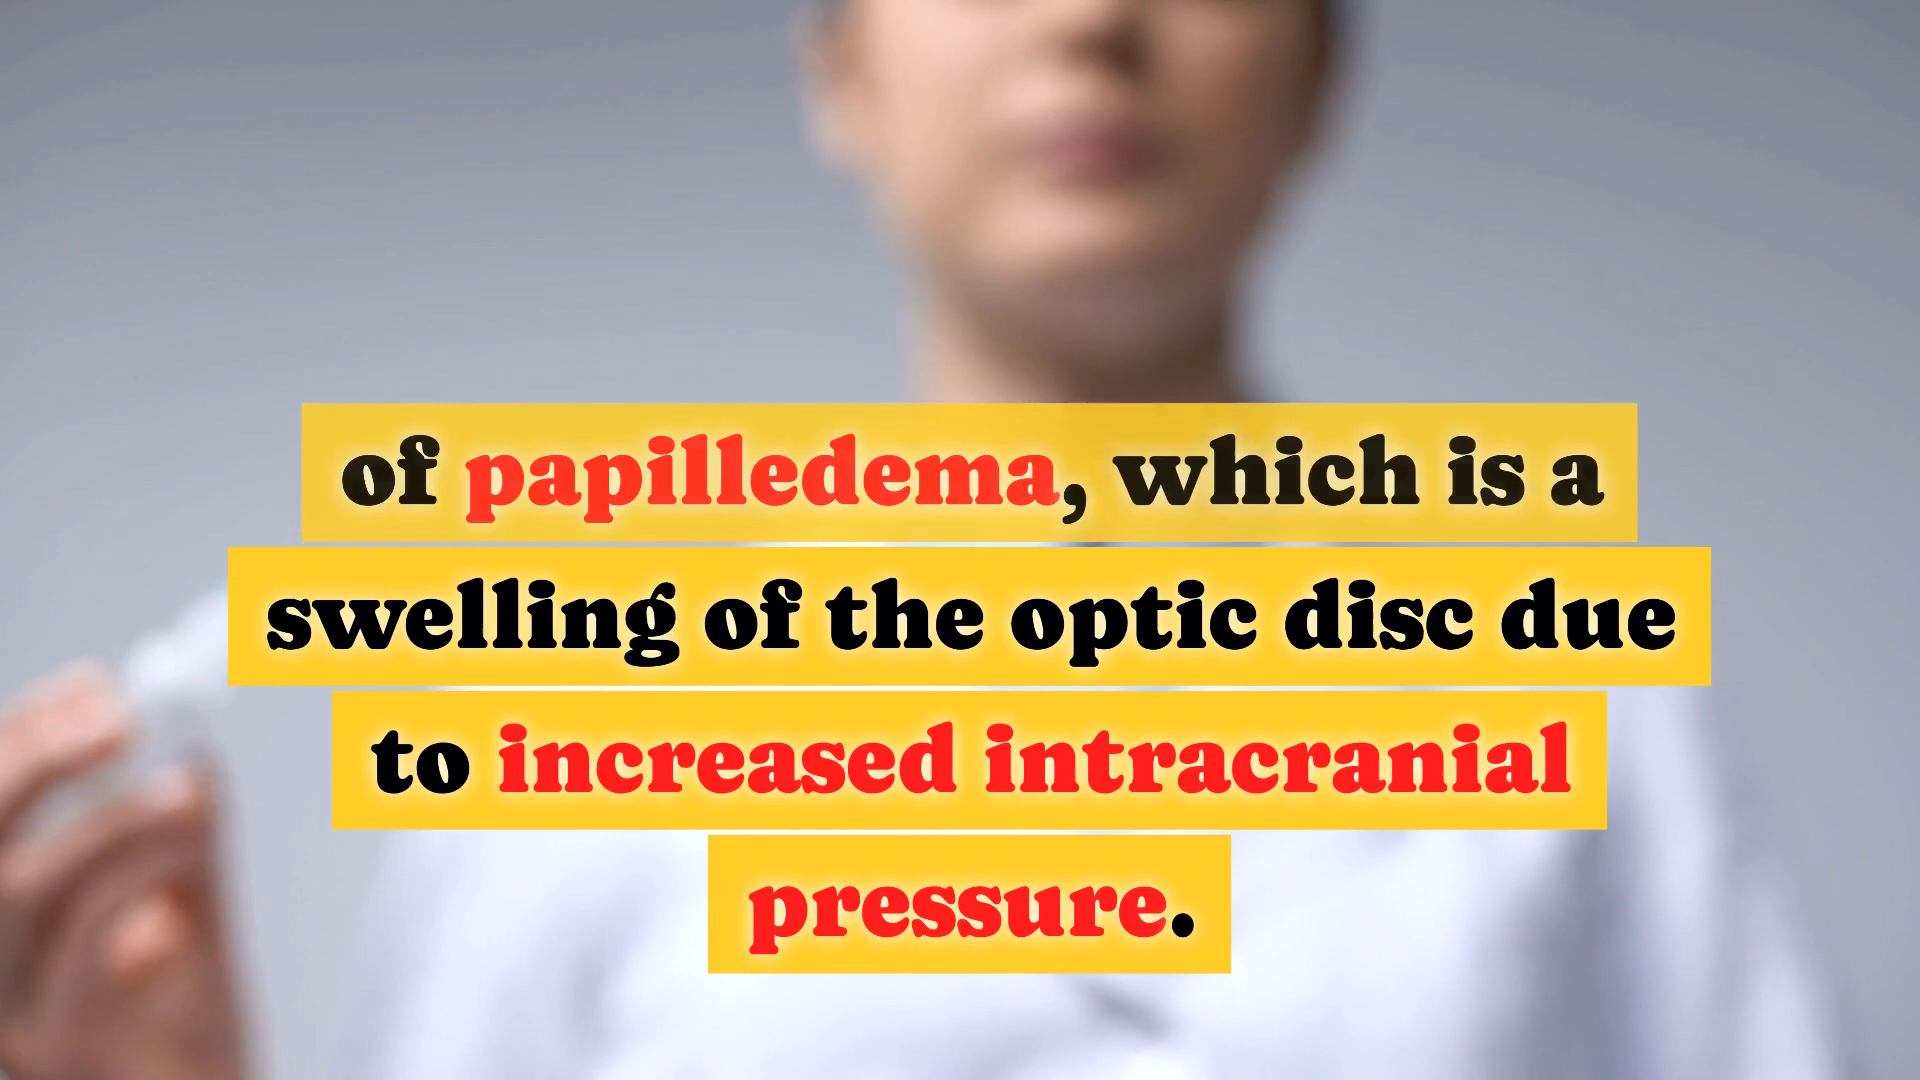 of papilledema, which is a
swelling of the optic disc due
to increased intracranial
pressure.